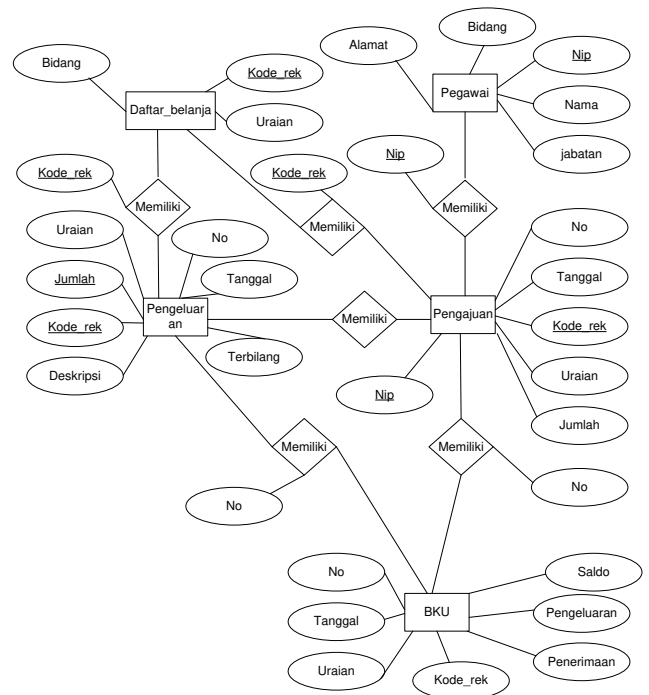 Bidang
Alamat
Bidang
Kode_rek
Nip
Pegawai
Daftar_belanja
Nama
Uraian
Nip
jabatan
Kode_rek
Kode_rek
Memiliki
Memiliki
Memiliki
Uraian
No
No
Jumlah
Tanggal
Tanggal
Pengeluar
an
Memiliki
Pengajuan
Kode_rek
Kode_rek
Terbilang
Deskripsi
Nip
Uraian
Jumlah
Memiliki
Memiliki
No
No
No
Saldo
BKU
Pengeluaran
Tanggal
Penerimaan
Uraian
Kode_rek